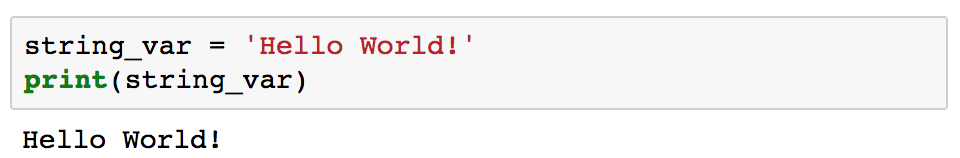 string_var = 'Hello World!'
print(string_var)
Hello World!